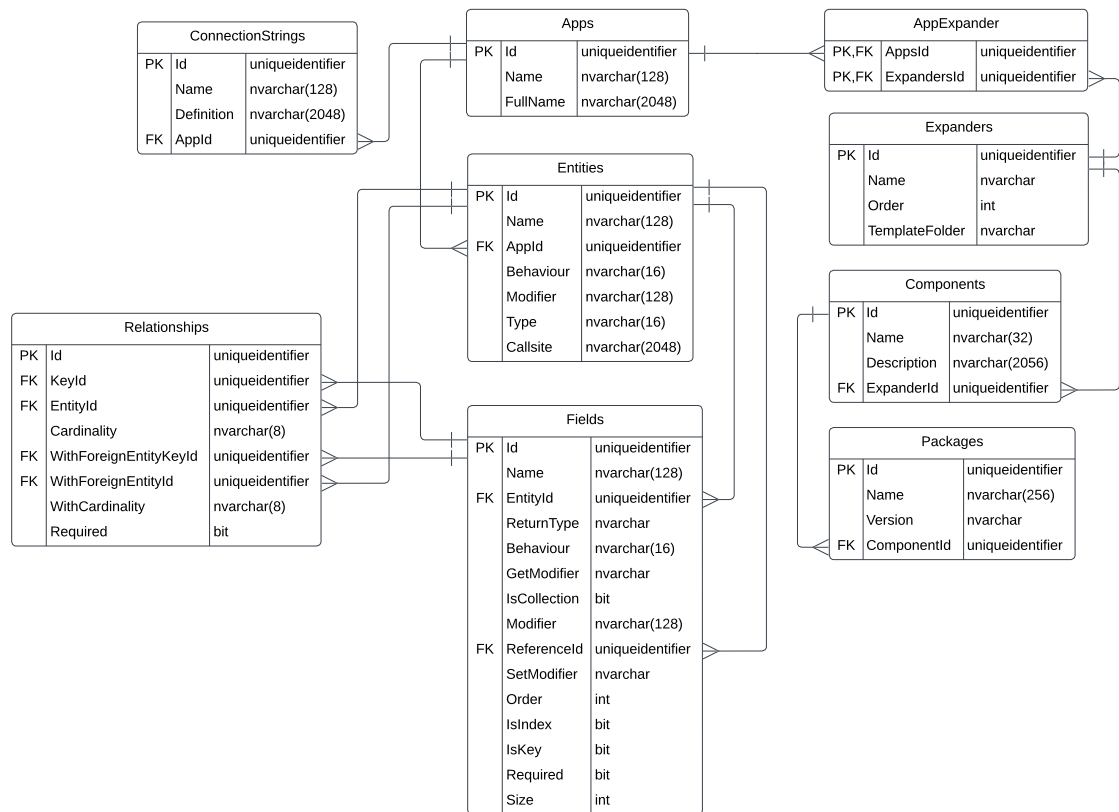 ConnectionStrings
PK Id uniqueidentifier
Name nvarchar(128)
Definition nvarchar(2048)
FK AppId uniqueidentifier
Apps
PK Id uniqueidentifier
Name nvarchar(128)
FullName nvarchar(2048)
AppExpander
PK,FK AppsId uniqueidentifier
PK,FK ExpandersId uniqueidentifier
Expanders
PK Id uniqueidentifier
Name nvarchar
Order int
TemplateFolder nvarchar
Entities
PK Id uniqueidentifier
Name nvarchar(128)
FK AppId uniqueidentifier
Behaviour nvarchar(16)
Modifier nvarchar(128)
Type nvarchar(16)
Callsite nvarchar(2048)
Components
PK Id uniqueidentifier
Name nvarchar(32)
Description nvarchar(2056)
FK ExpanderId uniqueidentifier
Relationships
PK Id uniqueidentifier
FK KeyId uniqueidentifier
FK EntityId uniqueidentifier
Cardinality nvarchar(8)
FK WithForeignEntityKeyId uniqueidentifier
FK WithForeignEntityId uniqueidentifier
WithCardinality nvarchar(8)
Required bit
Fields
PK Id uniqueidentifier
Name nvarchar(128)
FK EntityId uniqueidentifier
ReturnType nvarchar
Behaviour nvarchar(16)
GetModifier nvarchar
IsCollection bit
Modifier nvarchar(128)
FK ReferenceId uniqueidentifier
SetModifier nvarchar
Order int
IsIndex bit
IsKey bit
Required bit
Size int
Packages
PK Id uniqueidentifier
Name nvarchar(256)
Version nvarchar
FK ComponentId uniqueidentifier